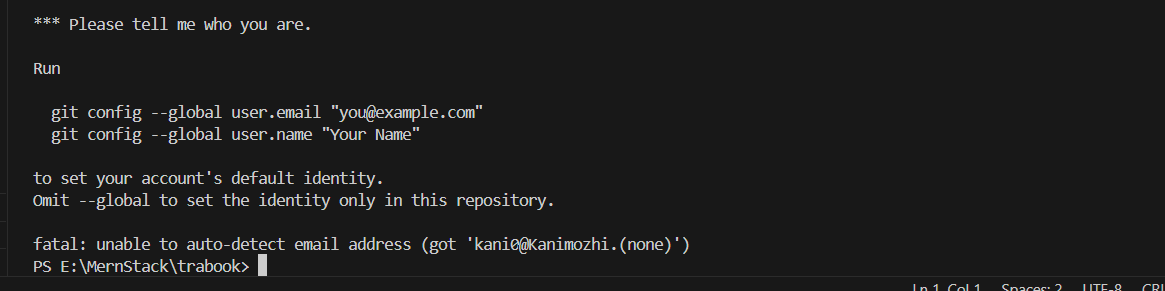 *** Please tell me who you are.
Run
git config --global user.email "you@example.com"
git config --global user.name "Your Name"
to set your account's default identity.
Omit --global to set the identity only in this repository.
fatal: unable to auto-detect email address (got 'kani0@Kanimozhi.(none)')
PS E:\MernStack\trabook>
Ln 1, Col 1 Spaces: 2 UTF-8 CRL